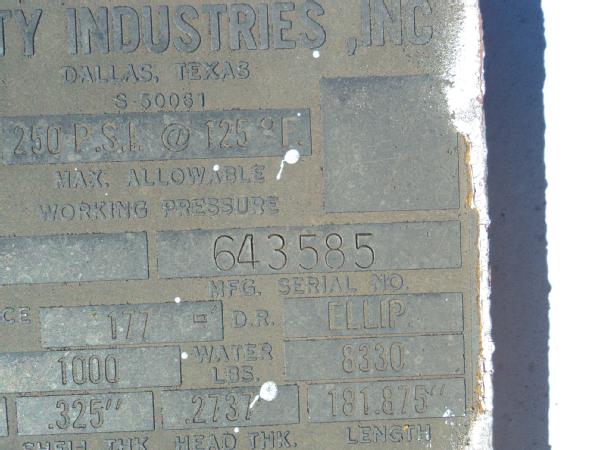 TY INDUSTRIES, INC
DALLAS, TEXAS
S-50061
250 P.S.I. @ 125 °F.
MAX. ALLOWABLE
WORKING PRESSURE
643585
MFG. SERIAL NO.
CE 177 D.R. ELLIP.
1000 WATER LBS. 8330
.325" .2737" 181.875"
SHELL THK. HEAD THK. LENGTH